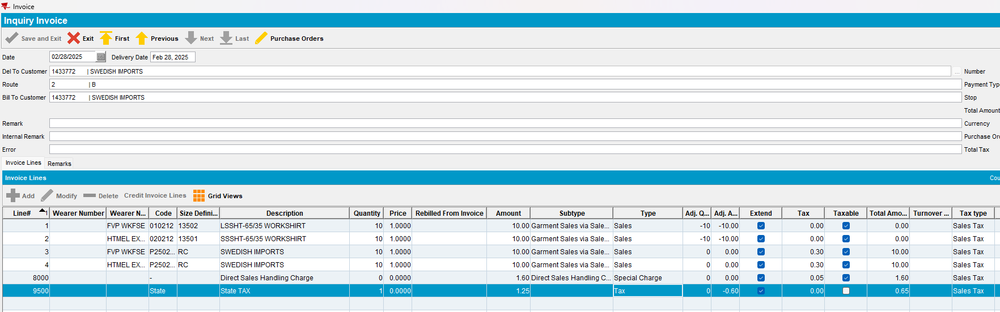 Invoice
Inquiry Invoice
Save and Exit Exit First Previous Next Last Purchase Orders
Date 02/28/2025 16 Delivery Date Feb 28, 2025
Del To Customer 1433772 | SWEDISH IMPORTS ... Number
Route 2 | B Payment Typ
Bill To Customer 1433772 | SWEDISH IMPORTS Stop
Total Amount
Remark Currency
Internal Remark Purchase Or
Error Total Tax
Invoice Lines Remarks
Invoice Lines Cou
Add Modify Delete Credit Invoice Lines Grid Views
Line# 1 Wearer Number Wearer N... Code Size Defini... Description Quantity Price Rebilled From Invoice Amount Subtype Type Adj. Q... Adj. A... Extend Tax Taxable Total Amo... Turnover ... Tax type
1 FVP WKFSE 010212 13502 LSSHT-65/35 WORKSHIRT 10 1.0000 10.00 Garment Sales via Sale... Sales -10 -10.00 0.00 0.00 Sales Tax
2 HTMEL EX... 020212 13501 SSSHT-65/35 WORKSHIRT 10 1.0000 10.00 Garment Sales via Sale... Sales -10 -10.00 0.00 0.00 Sales Tax
3 FVP WKFSE P2502... RC SWEDISH IMPORTS 10 1.0000 10.00 Garment Sales via Sale... Sales 0 0.00 0.30 10.00 Sales Tax
4 HTMEL EX... P2502... RC SWEDISH IMPORTS 10 1.0000 10.00 Garment Sales via Sale... Sales 0 0.00 0.30 10.00 Sales Tax
8000 - Direct Sales Handling Charge 0 0.0000 1.60 Direct Sales Handling C... Special Charge 0 0.00 0.05 1.60 Sales Tax
9500 State State TAX 1 0.0000 1.25 Tax 0 -0.60 0.00 0.65 Sales Tax